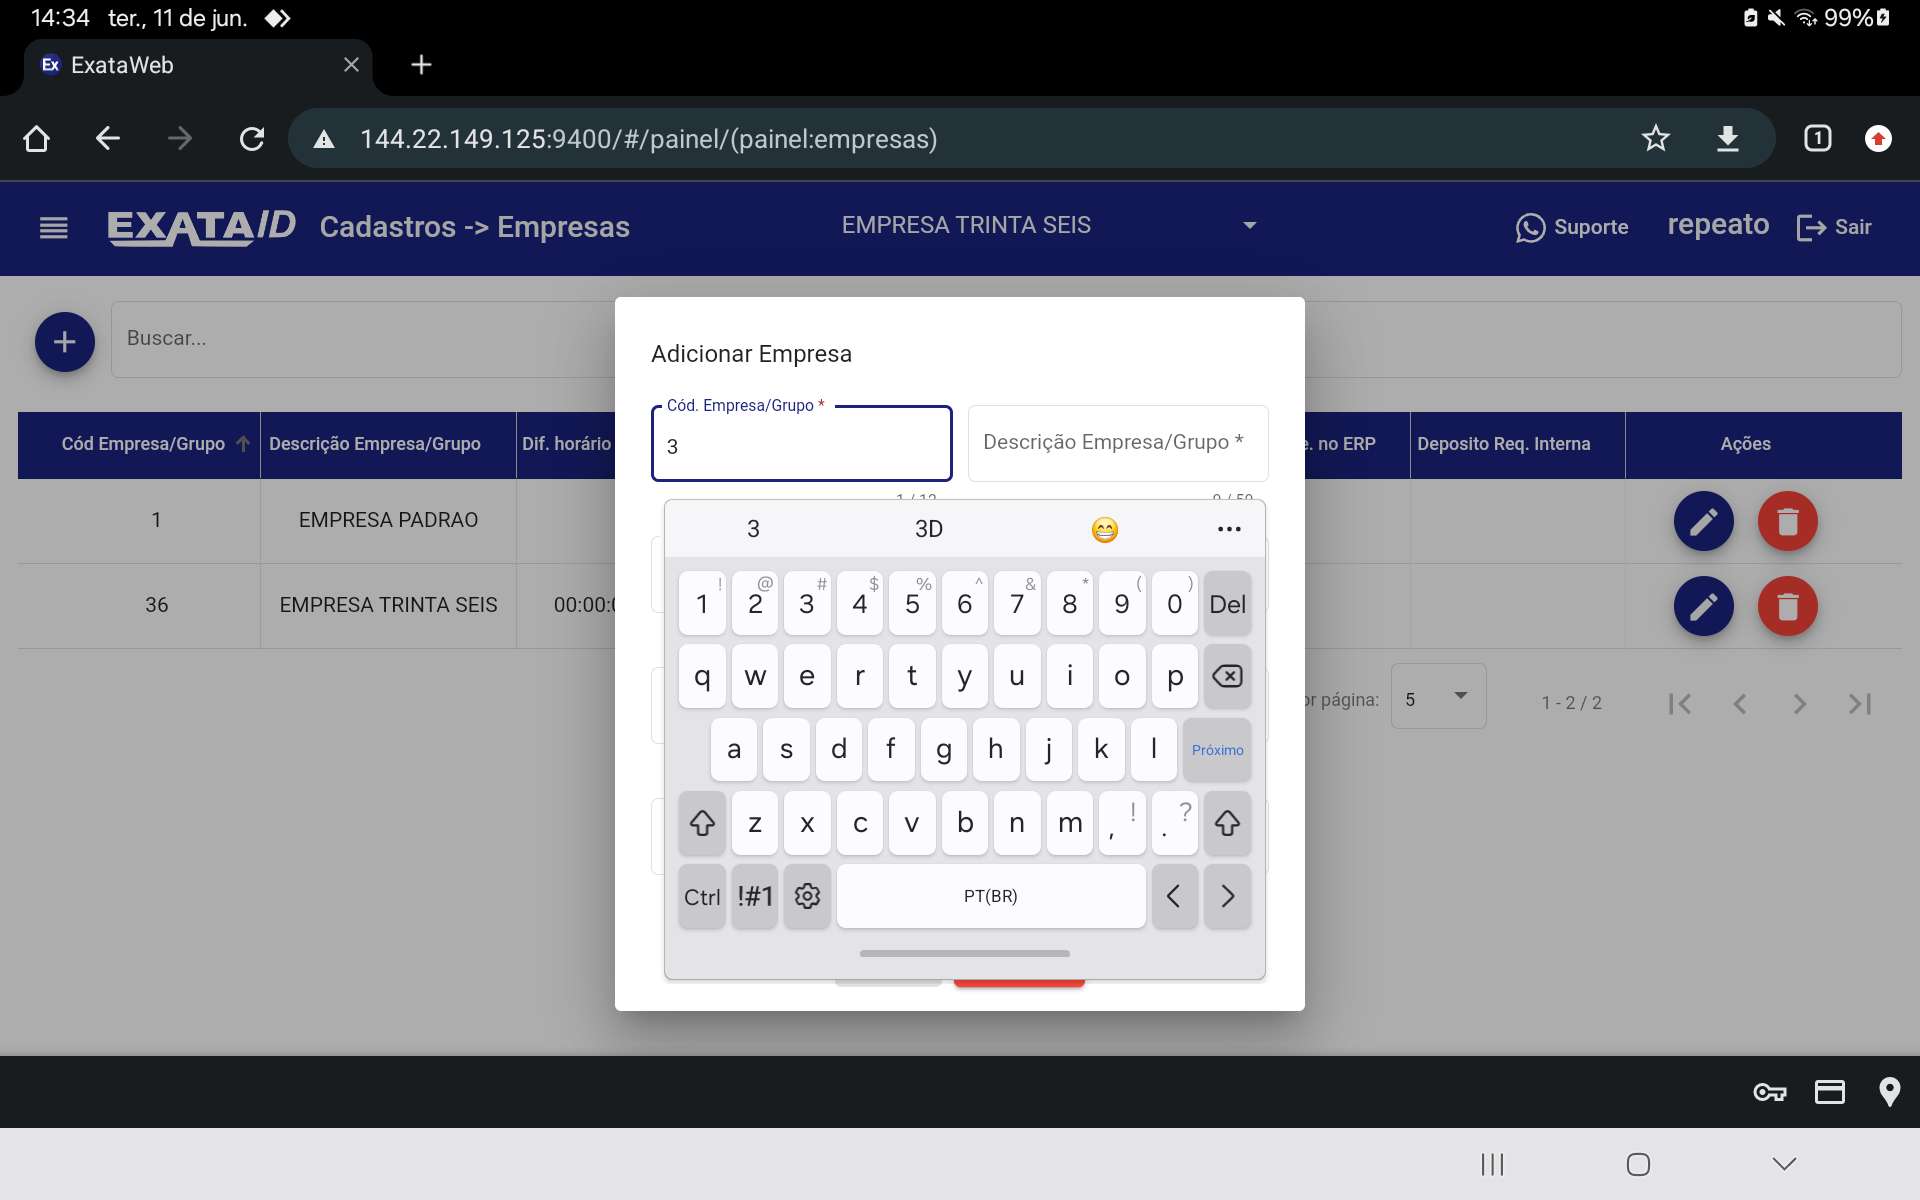 14:34 ter., 11 de jun.
99%
Ex ExataWeb
144.22.149.125:9400/#/painel/(painel:empresas)
1
EXATA/ID Cadastros -> Empresas
EMPRESA TRINTA SEIS
Suporte
repeato
Sair
Buscar...
Adicionar Empresa
Cód. Empresa/Grupo *
3
Descrição Empresa/Grupo *
Cód Empresa/Grupo Descrição Empresa/Grupo Dif. horário
e. no ERP Deposito Req. Interna Ações
1 / 12
0 / 50
1 EMPRESA PADRAO
36 EMPRESA TRINTA SEIS 00:00:0
or página: 5 1 - 2 / 2
3 3D 😁 •••
! @ # $ % ^ & * ( )
1 2 3 4 5 6 7 8 9 0 Del
q w e r t y u i o p
a s d f g h j k l Próximo
z x c v b n m , ! . ?
Ctrl !#1 PT(BR) < >